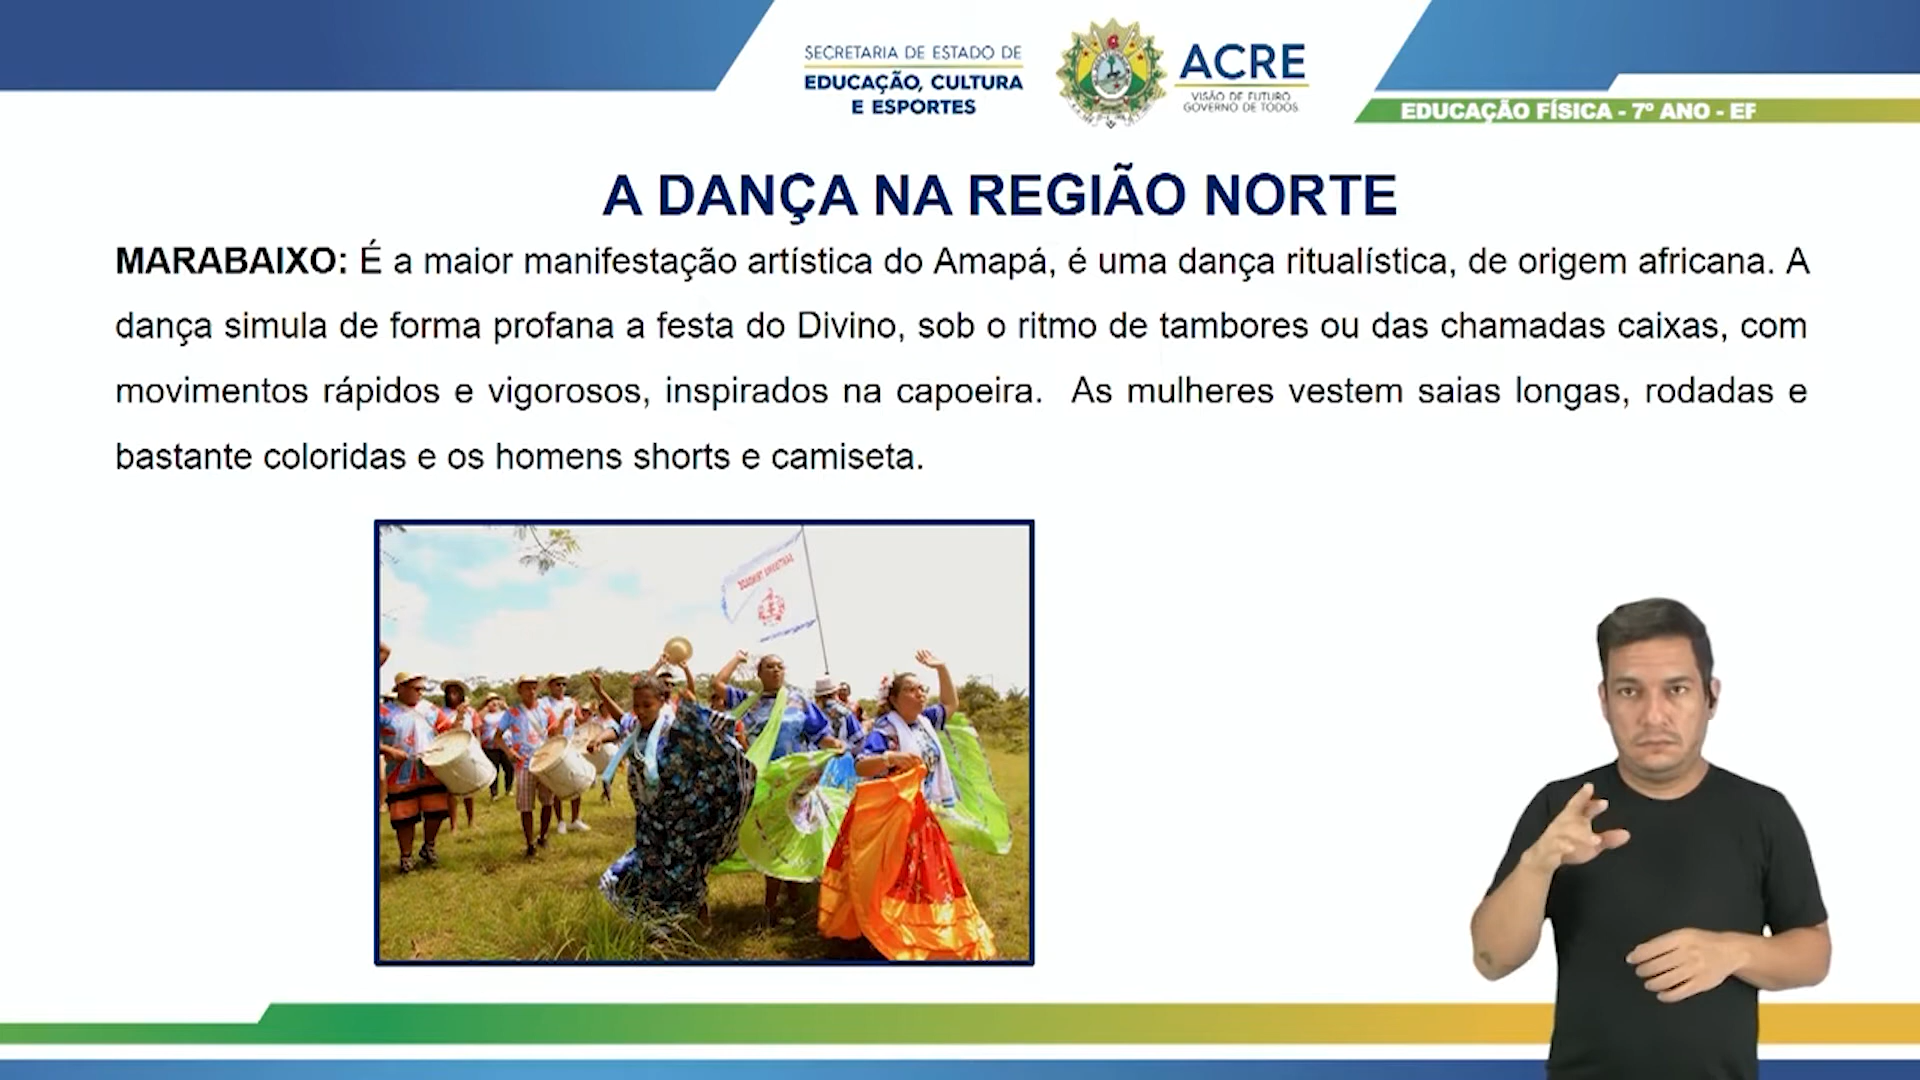 SECRETARIA DE ESTADO DE
EDUCAÇÃO, CULTURA
E ESPORTES
ACRE
VISÃO DE FUTURO
GOVERNO DE TODOS
EDUCAÇÃO FÍSICA - 7º ANO - EF
A DANÇA NA REGIÃO NORTE
MARABAIXO: É a maior manifestação artística do Amapá, é uma dança ritualística, de origem africana. A
dança simula de forma profana a festa do Divino, sob o ritmo de tambores ou das chamadas caixas, com
movimentos rápidos e vigorosos, inspirados na capoeira. As mulheres vestem saias longas, rodadas e
bastante coloridas e os homens shorts e camiseta.